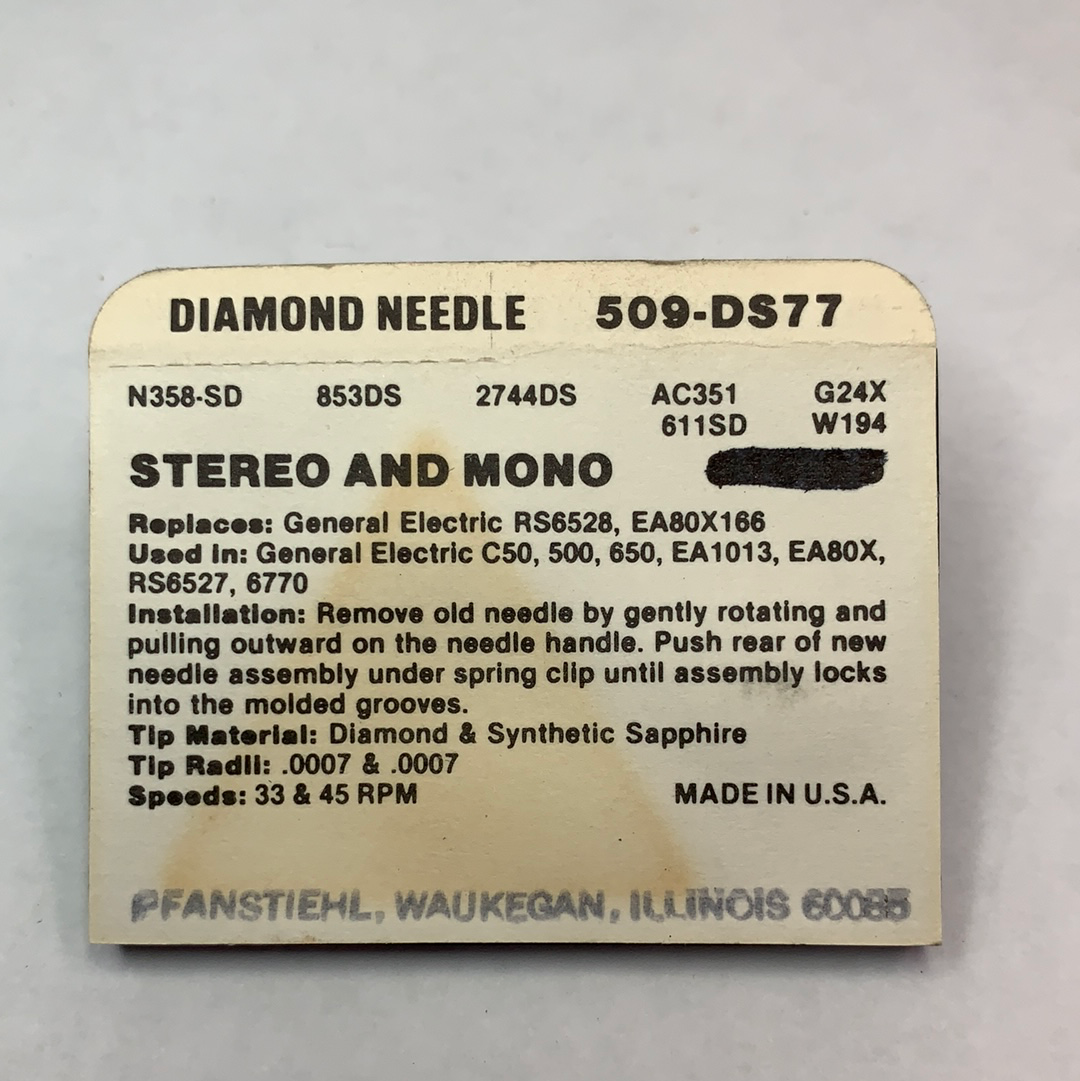 DIAMOND NEEDLE 509-DS77
N358-SD 853DS 2744DS AC351 G24X
611SD W194
STEREO AND MONO
Replaces: General Electric RS6528, EA80X166
Used in: General Electric C50, 500, 650, EA1013, EA80X,
RS6527, 6770
Installation: Remove old needle by gently rotating and
pulling outward on the needle handle. Push rear of new
needle assembly under spring clip until assembly locks
into the molded grooves.
Tip Material: Diamond & Synthetic Sapphire
Tip Radii: .0007 & .0007
Speeds: 33 & 45 RPM MADE IN U.S.A.
PFANSTIEHL, WAUKEGAN, ILLINOIS 60085